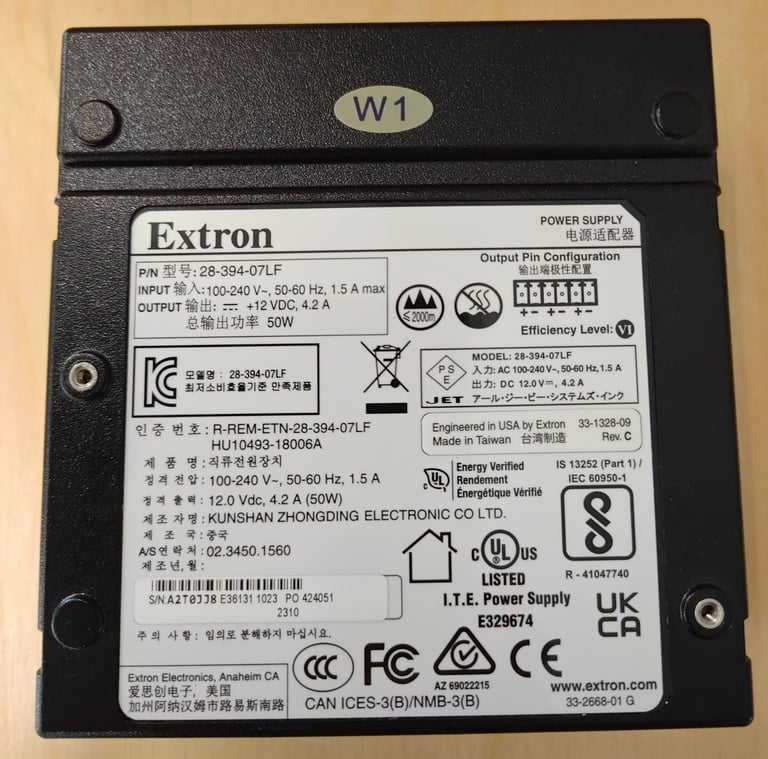 W1
Extron
POWER SUPPLY
电源适配器
P/N 型号: 28-394-07LF
INPUT 输入: 100-240 V~, 50-60 Hz, 1.5 A max
OUTPUT 输出: ⎓ +12 VDC, 4.2 A
总输出功率 50W
≤ 2000m
Output Pin Configuration
输出端极性配置
+ - + - + -
Efficiency Level: VI
KC
모델명 : 28-394-07LF
최저소비효율기준 만족제품
P S
E
JET
MODEL: 28-394-07LF
入力: AC 100-240 V~, 50-60 Hz, 1.5 A
出力: DC 12.0 V⎓, 4.2 A
アール・ジー・ビー・システムズ・インク
인증 번호: R-REM-ETN-28-394-07LF
HU10493-18006A
제 품 명: 직류전원장치
정격 전압: 100-240 V~, 50-60 Hz, 1.5 A
정격 출력: 12.0 Vdc, 4.2 A (50W)
제조자명: KUNSHAN ZHONGDING ELECTRONIC CO LTD.
제 조 국: 중국
A/S연락처: 02.3450.1560
제조년,월:
S/N: A2T0JJ8 E36131 1023 PO 424051
2310
주의 사항: 임의로 분해하지 마십시요.
Engineered in USA by Extron
Made in Taiwan 台湾制造
33-1328-09
Rev. C
c UL
Energy Verified
Rendement
Énergétique Vérifié
IS 13252 (Part 1) /
IEC 60950-1
R - 41047740
C UL US
LISTED
I.T.E. Power Supply
E329674
UK
CA
Extron Electronics, Anaheim CA
爱思创电子, 美国
加州阿纳汉姆市路易斯南路
CCC
FC
AZ 69022215
CE
CAN ICES-3(B)/NMB-3(B)
www.extron.com
33-2668-01 G